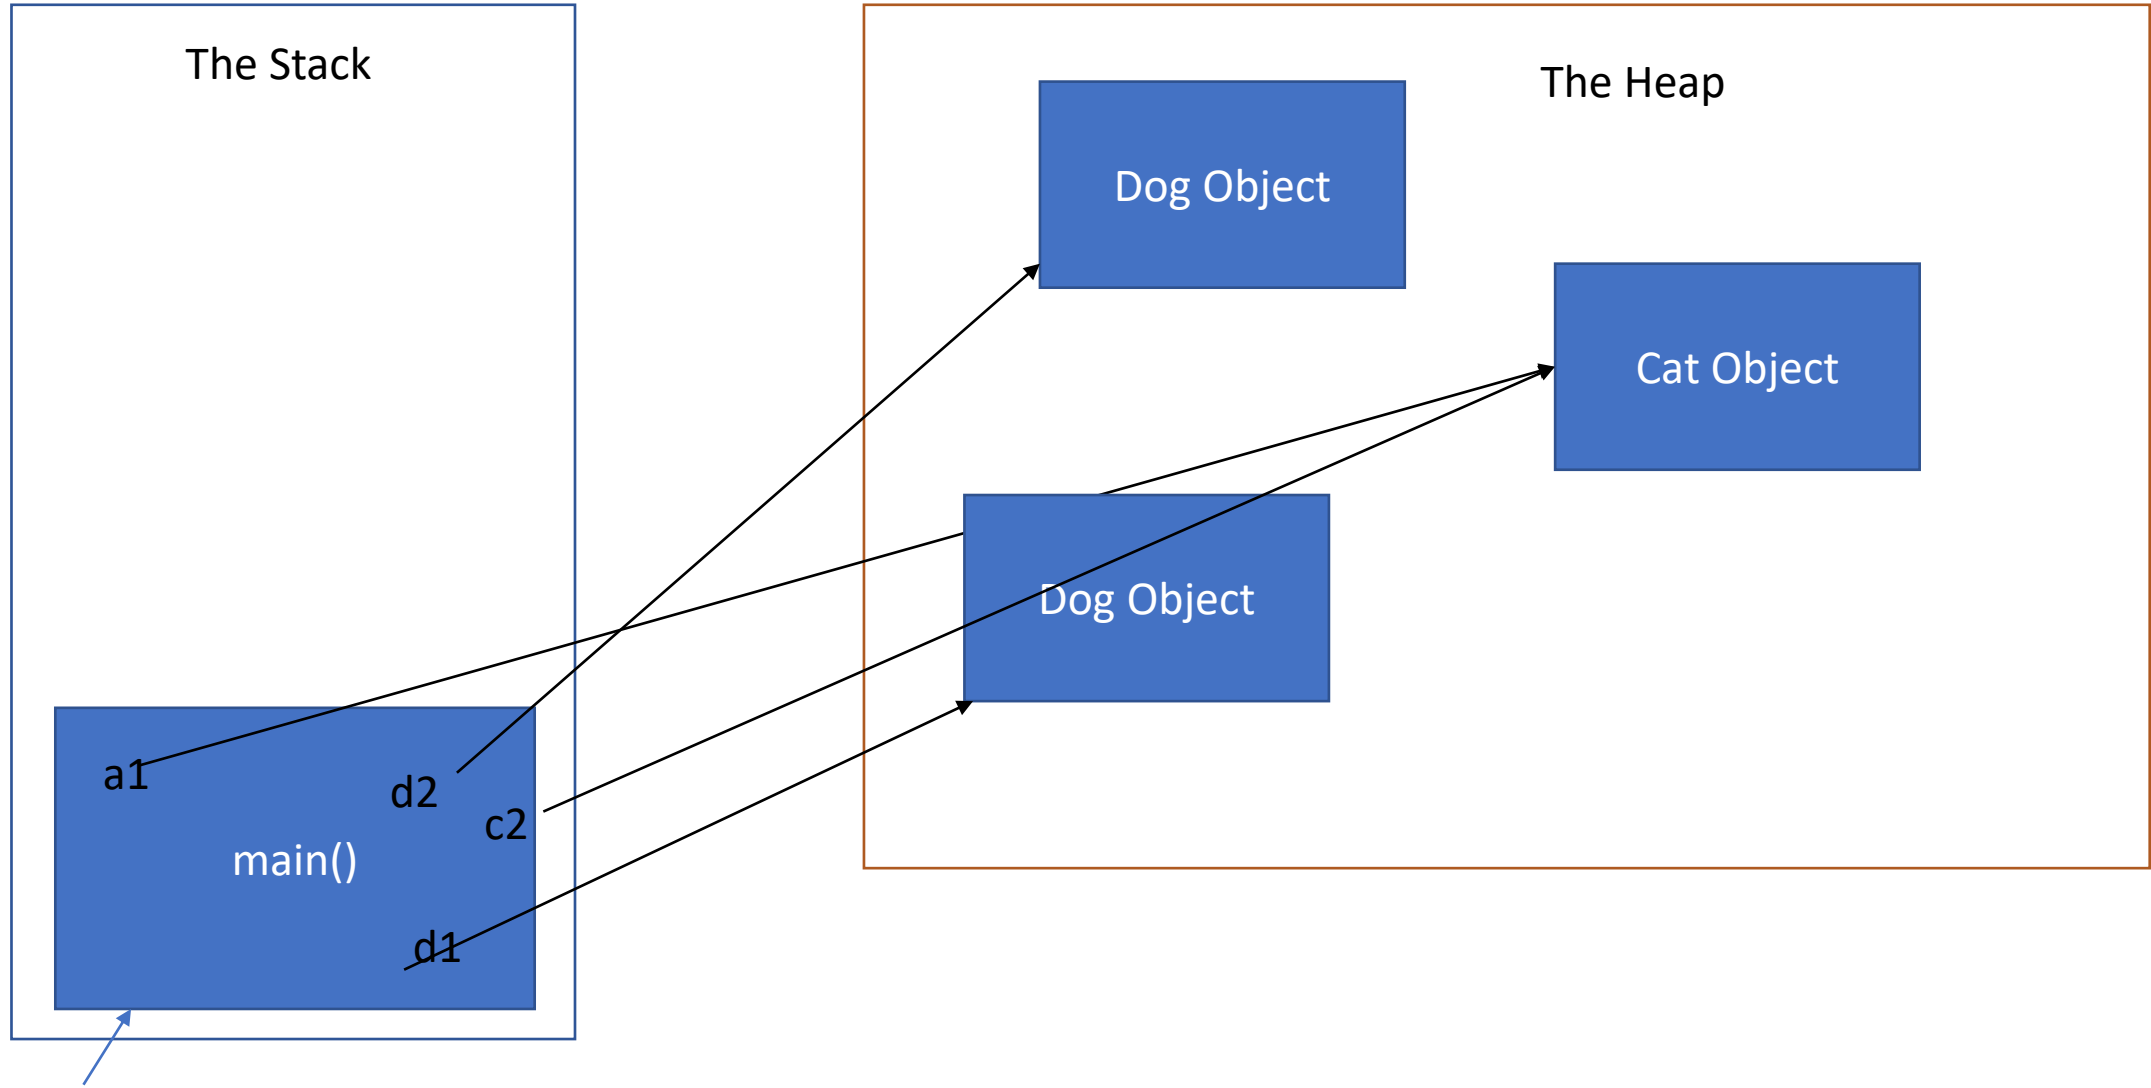 The Stack
The Heap
Dog Object
Cat Object
Dog Object
a1
d2
c2
main()
d1